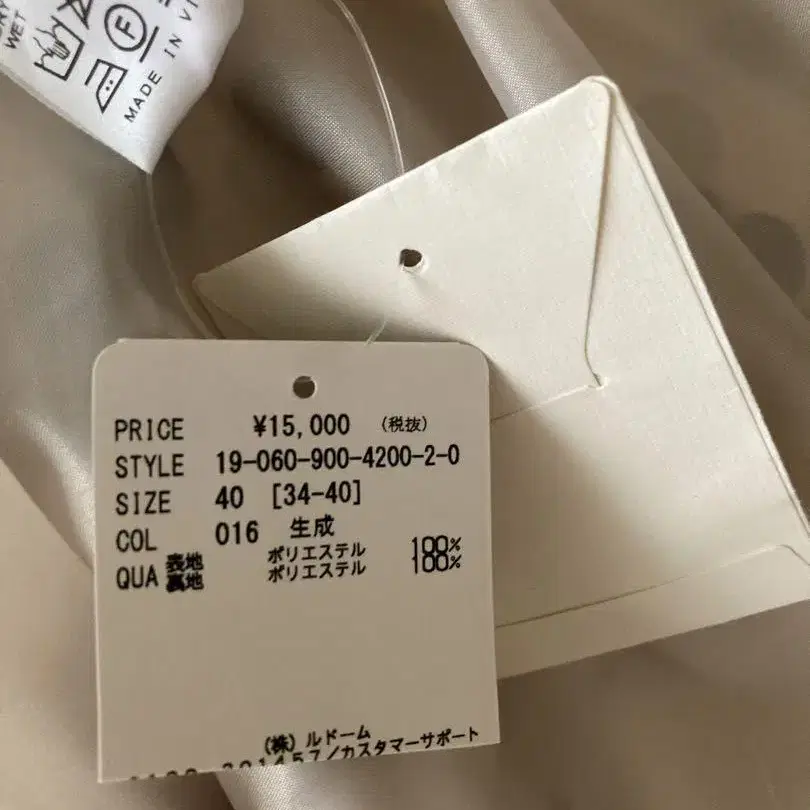 WET
MADE IN VI
F
PRICE ¥15,000 (税抜)
STYLE 19-060-900-4200-2-0
SIZE 40 [34-40]
COL 016 生成
QUA 表地 ポリエステル 100%
裏地 ポリエステル 100%
(株) ルドーム
301457/カスタマーサポート